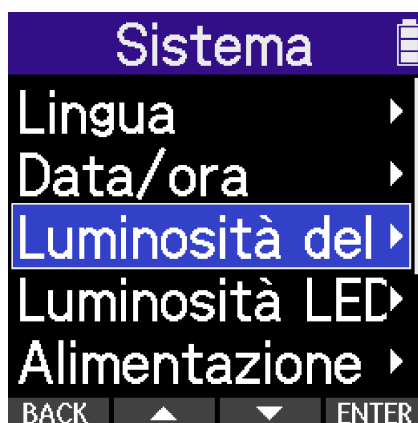 Sistema
Lingua
Data/ora
Luminosità del
Luminosità LED
Alimentazione
BACK ENTER